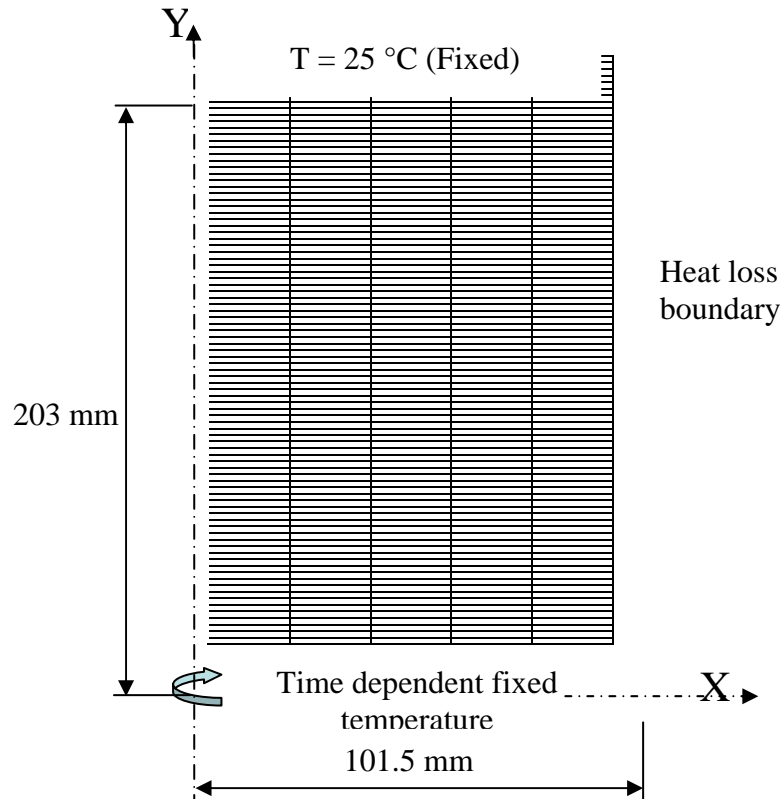 Y
T = 25 °C (Fixed)
Heat loss
boundary
203 mm
Time dependent fixed
temperature
X
101.5 mm